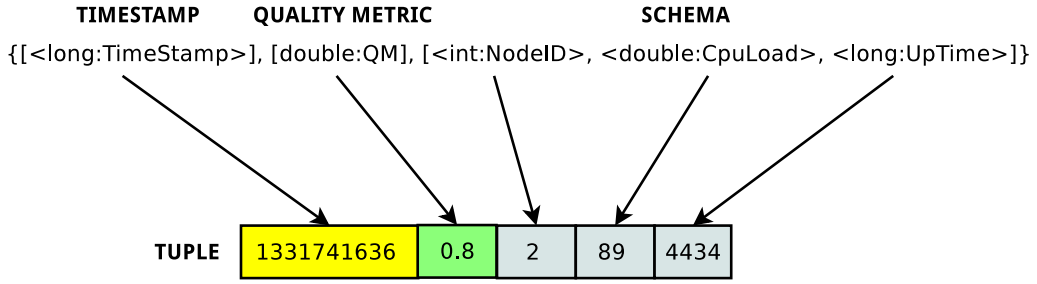 TIMESTAMP QUALITY METRIC SCHEMA
{[<long:TimeStamp>], [double:QM], [<int:NodeID>, <double:CpuLoad>, <long:UpTime>]}
TUPLE 1331741636 0.8 2 89 4434